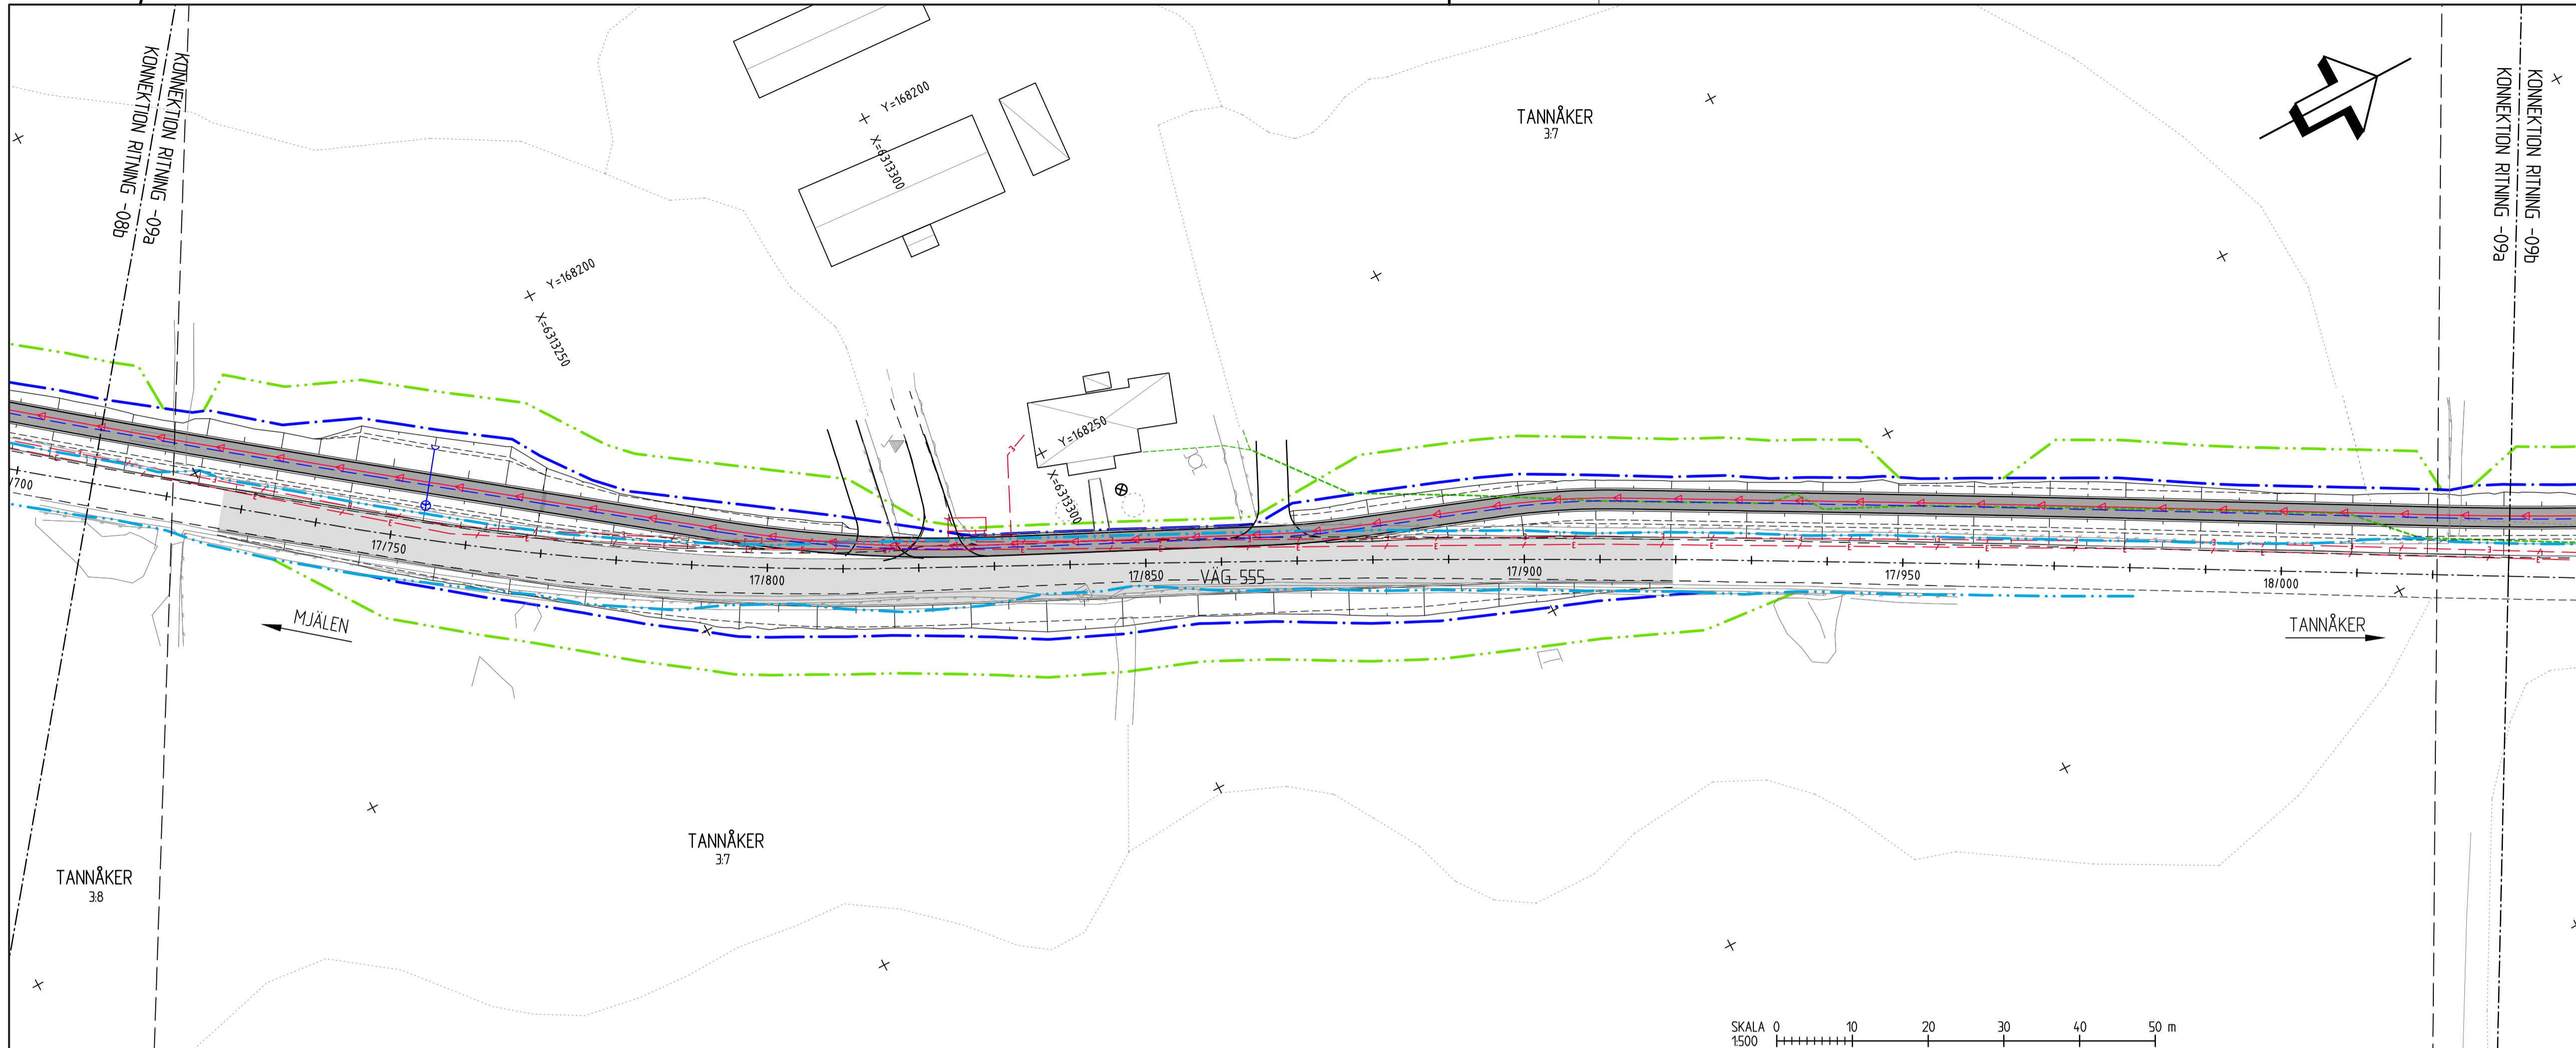 KONNEKTION RITNING -09a
KONNEKTION RITNING -08b
Y=168200
X=6313300
TANNÅKER
3:7
KONNEKTION RITNING -09b
KONNEKTION RITNING -09a
Y=168200
X=6313250
Y=168250
X=6313300
/700
17/750
17/800
17/850
VÄG 555
17/900
17/950
18/000
MJÄLEN
TANNÅKER
TANNÅKER
3:7
TANNÅKER
3:8
SKALA 0 10 20 30 40 50 m
1:500